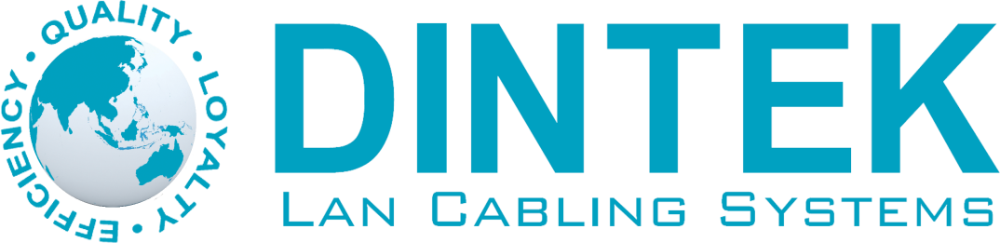 • QUALITY • LOYALTY • EFFICIENCY
DINTEK
LAN CABLING SYSTEMS